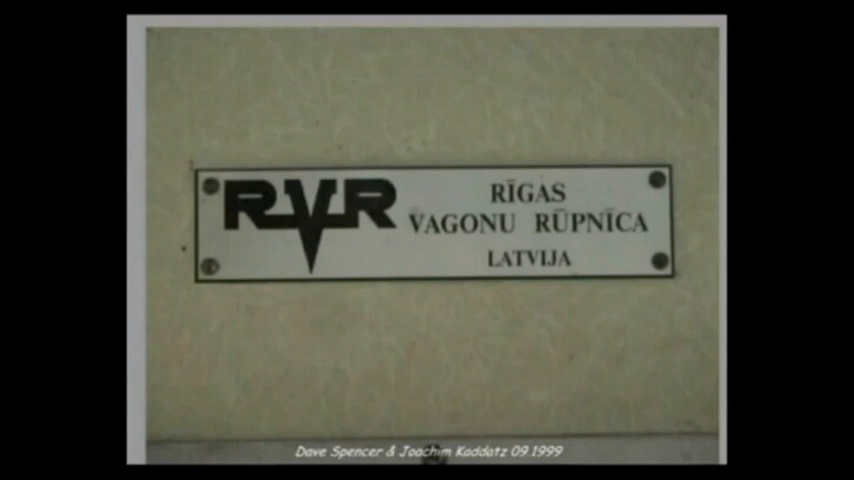 RVR
RĪGAS
VAGONU RŪPNĪCA
LATVIJA
Dave Spencer & Joachim Kaddatz 09.1999